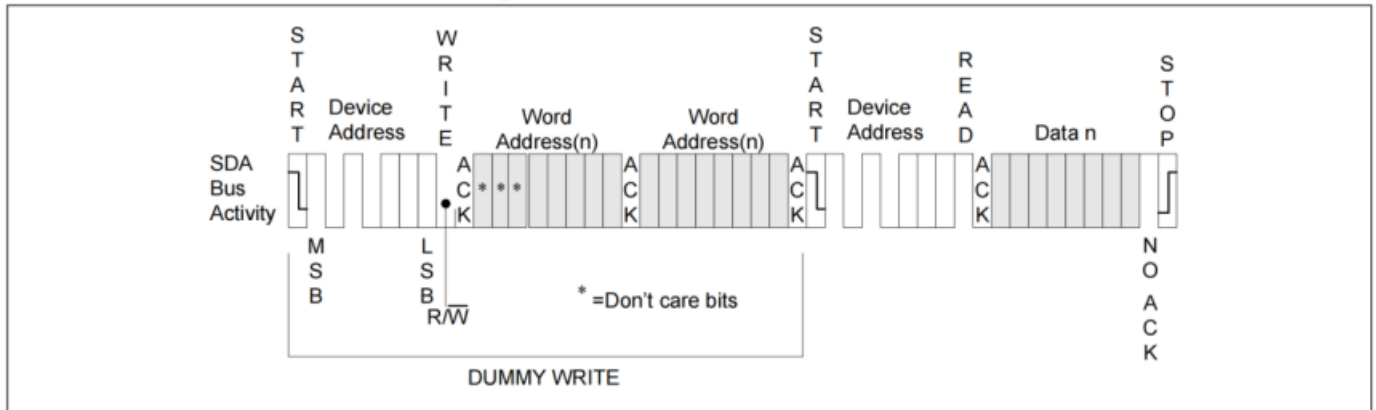 START
WRITE
START
READ
STOP
Device
Address
Word
Address(n)
Word
Address(n)
Device
Address
Data n
SDA
Bus
Activity
ACK
* * *
ACK
ACK
ACK
MSB
LSB
R/W̅
* =Don't care bits
NO ACK
DUMMY WRITE